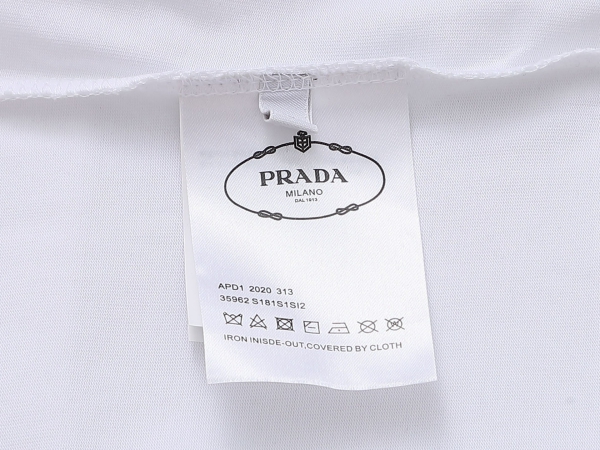 PRADA
MILANO
DAL 1913
APD1 2020 313
35962 S181S1SI2
IRON INISDE-OUT,COVERED BY CLOTH